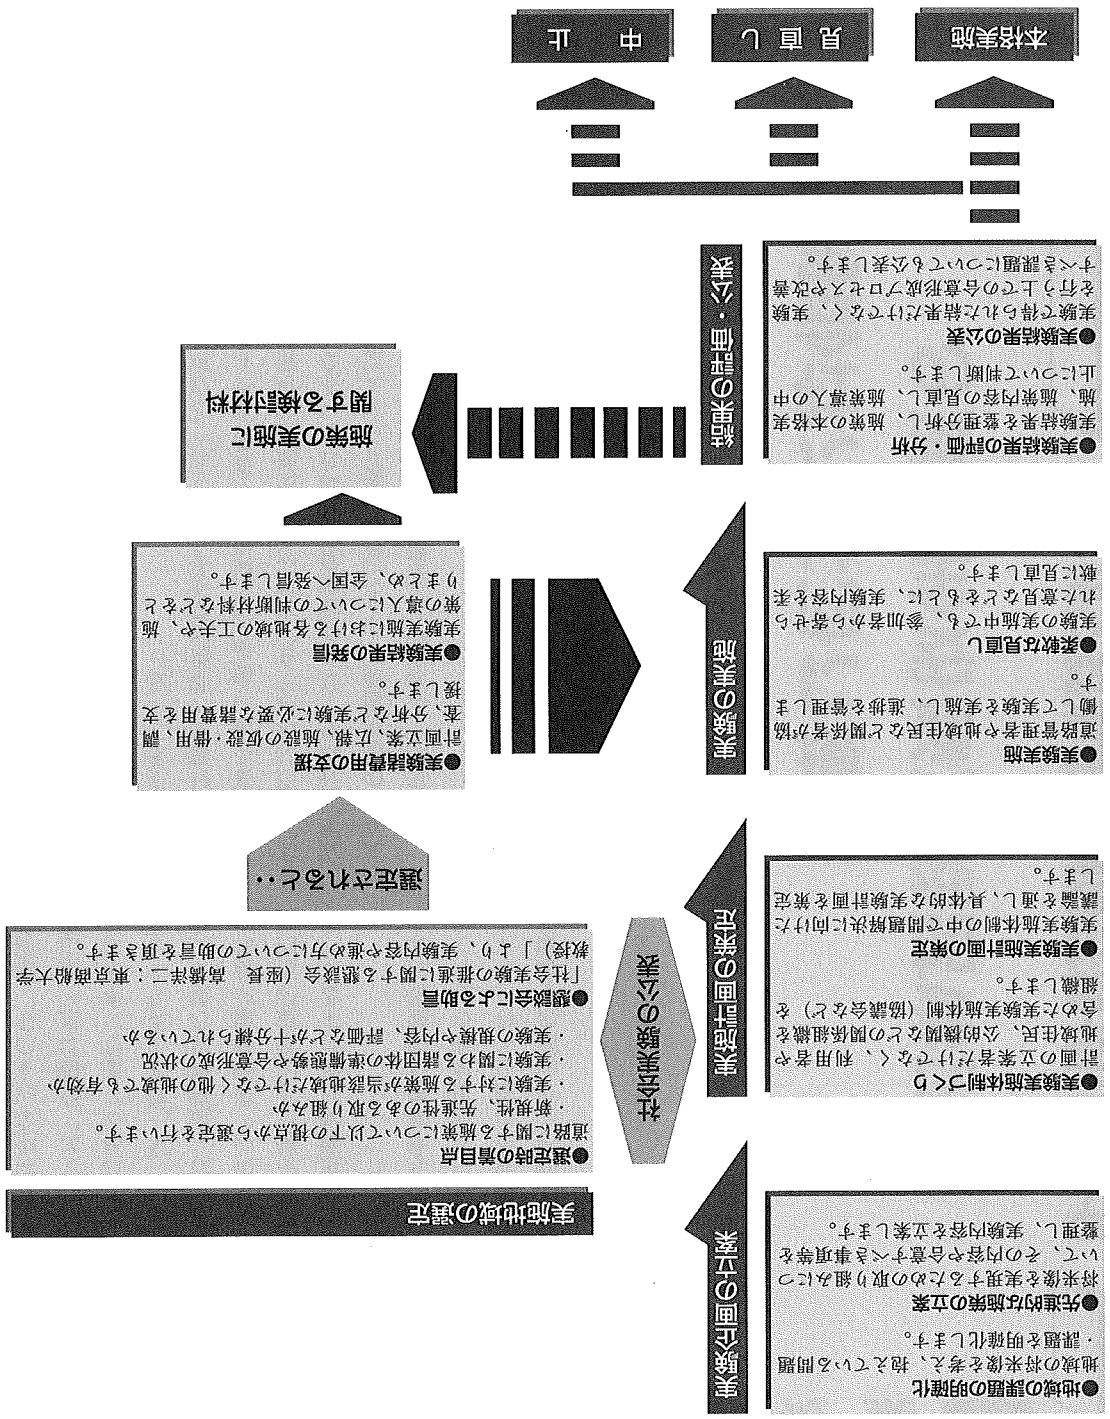 ●地域の課題の明確化
地域の将来像を考え、抱えている問題
・課題を明確化します。
●先進的な施策の立案
将来像を実現するための取り組みにつ
いて、その内容や合意すべき事項等を
整理し、実験内容を立案します。
実験企画の立案
実施地域の選定
●選定時の着目点
道路に関する施策について以下の視点から選定を行います。
・新規性、先進性のある取り組みか
・実験に対する施策が当該地域だけでなく他の地域でも有効か
・実験に関わる諸団体の準備態勢や合意形成の状況
・実験の規模や内容、評価などが十分練られているか
●懇談会による助言
「社会実験の推進に関する懇談会（座長　高橋洋二：東京商船大学
教授）」より、実験内容や進め方についての助言を頂きます。
社会実験の公表
●実験実施体制づくり
計画の立案者だけでなく、利用者や
地域住民、公的機関などの関係組織を
含めた実験実施体制（協議会など）を
組織します。
●実験実施計画の策定
実験実施体制の中で問題解決に向けた
議論を通し、具体的な実験計画を策定
します。
実施計画の策定
選定されると‥
●実験諸費用の支援
計画立案、広報、施設の仮設・借用、調
査、分析など実験に必要な諸費用を支
援します。
●実験結果の発信
実験実施における各地域の工夫や、施
策の導入についての判断材料などをと
りまとめ、全国へ発信します。
●実験実施
道路管理者や地域住民など関係者が協
働して実験を実施し、進捗を管理しま
す。
●柔軟な見直し
実験の実施中でも、参加者から寄せら
れた意見などをもとに、実験内容を柔
軟に見直します。
実験の実施
施策の実施に
関する検討材料
●実験結果の評価・分析
実験結果を整理分析し、施策の本格実
施、施策内容の見直し、施策導入の中
止について判断します。
●実験結果の公表
実験で得られた結果だけでなく、実験
を行う上での合意形成プロセスや改善
すべき課題についても公表します。
結果の評価・公表
本格実施
見直し
中止